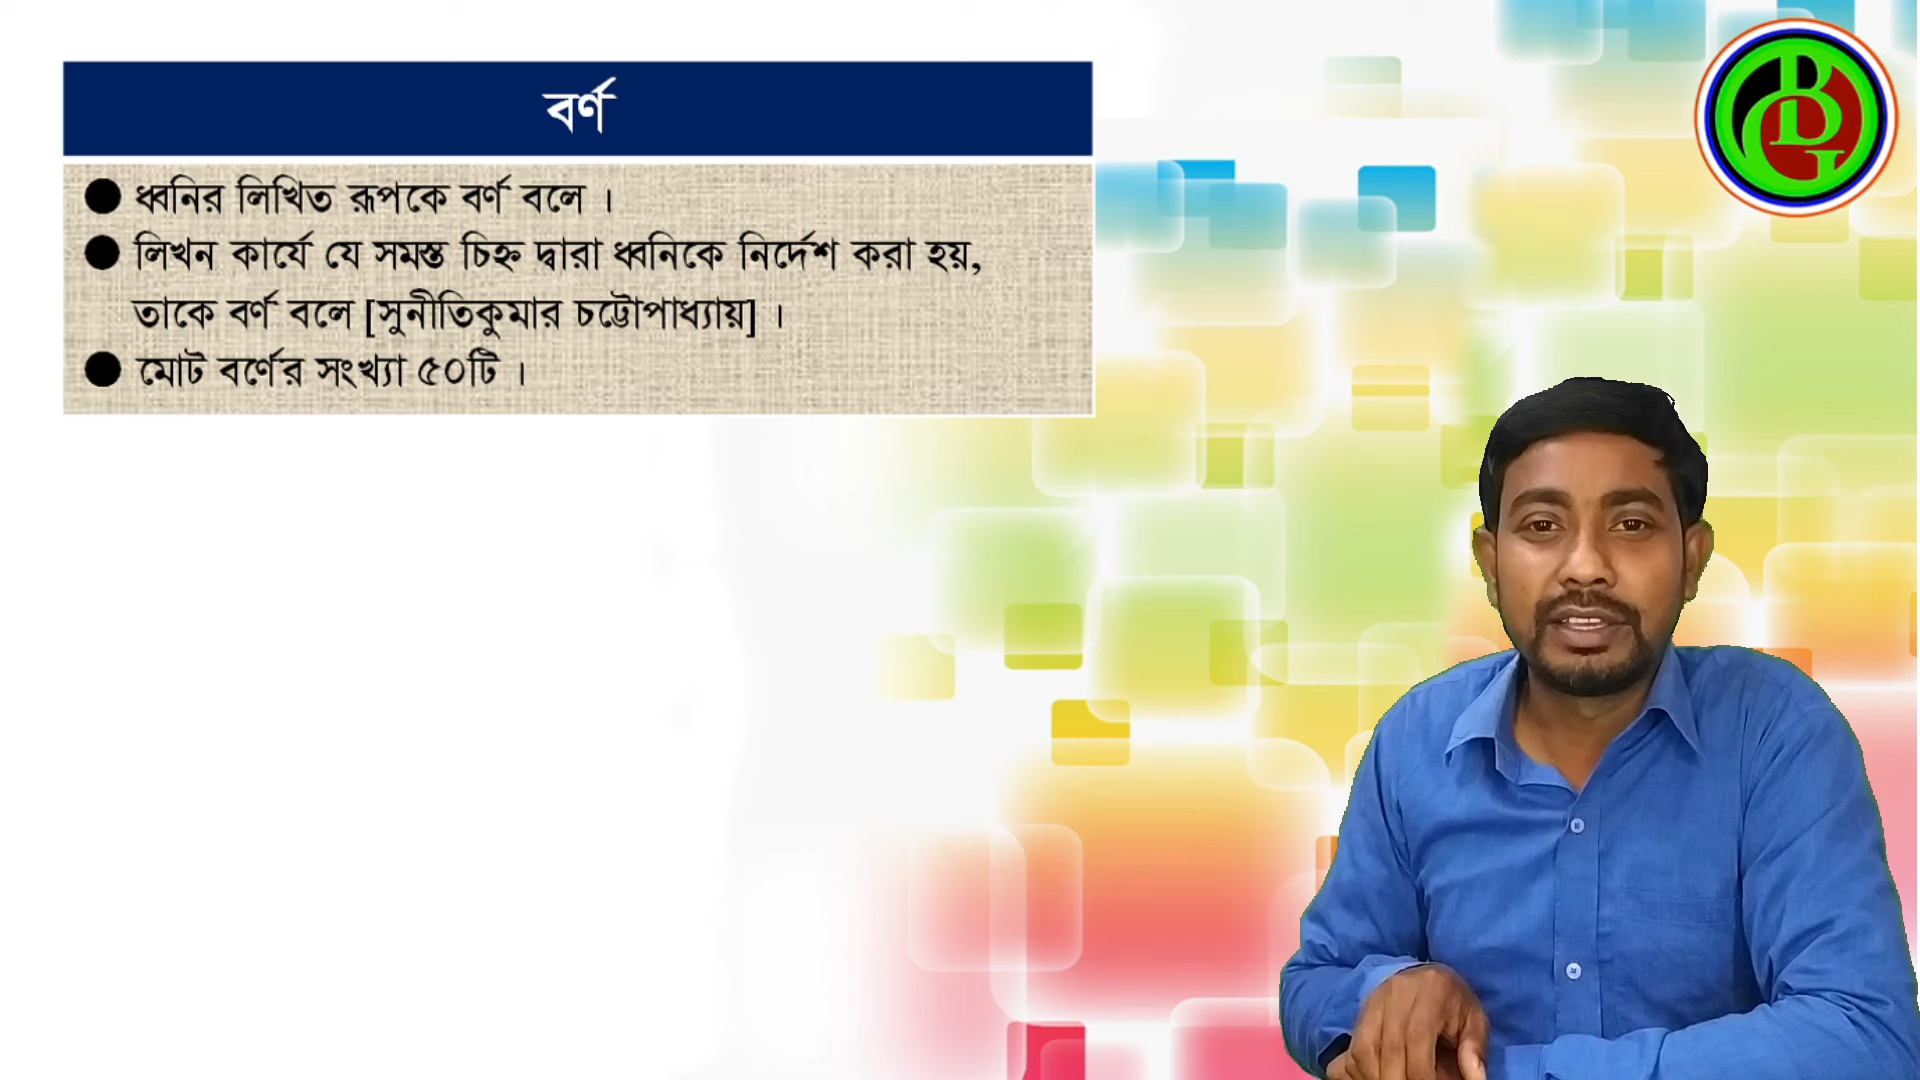 বর্ণ
● ধ্বনির লিখিত রূপকে বর্ণ বলে ।
● লিখন কার্যে যে সমস্ত চিহ্ন দ্বারা ধ্বনিকে নির্দেশ করা হয়,
তাকে বর্ণ বলে [সুনীতিকুমার চট্টোপাধ্যায়] ।
● মোট বর্ণের সংখ্যা ৫০টি ।